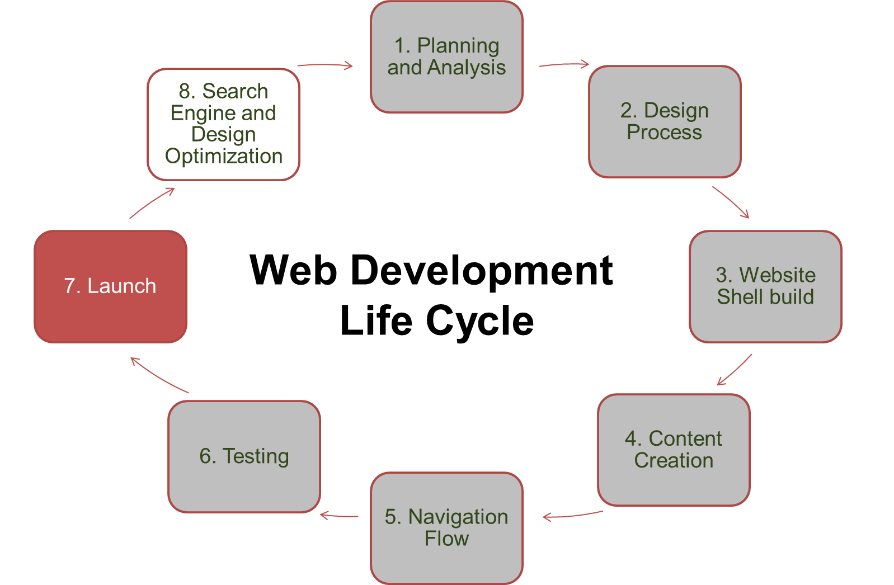 1. Planning
and Analysis
2. Design
Process
3. Website
Shell build
4. Content
Creation
5. Navigation
Flow
6. Testing
7. Launch
8. Search
Engine and
Design
Optimization
Web Development
Life Cycle